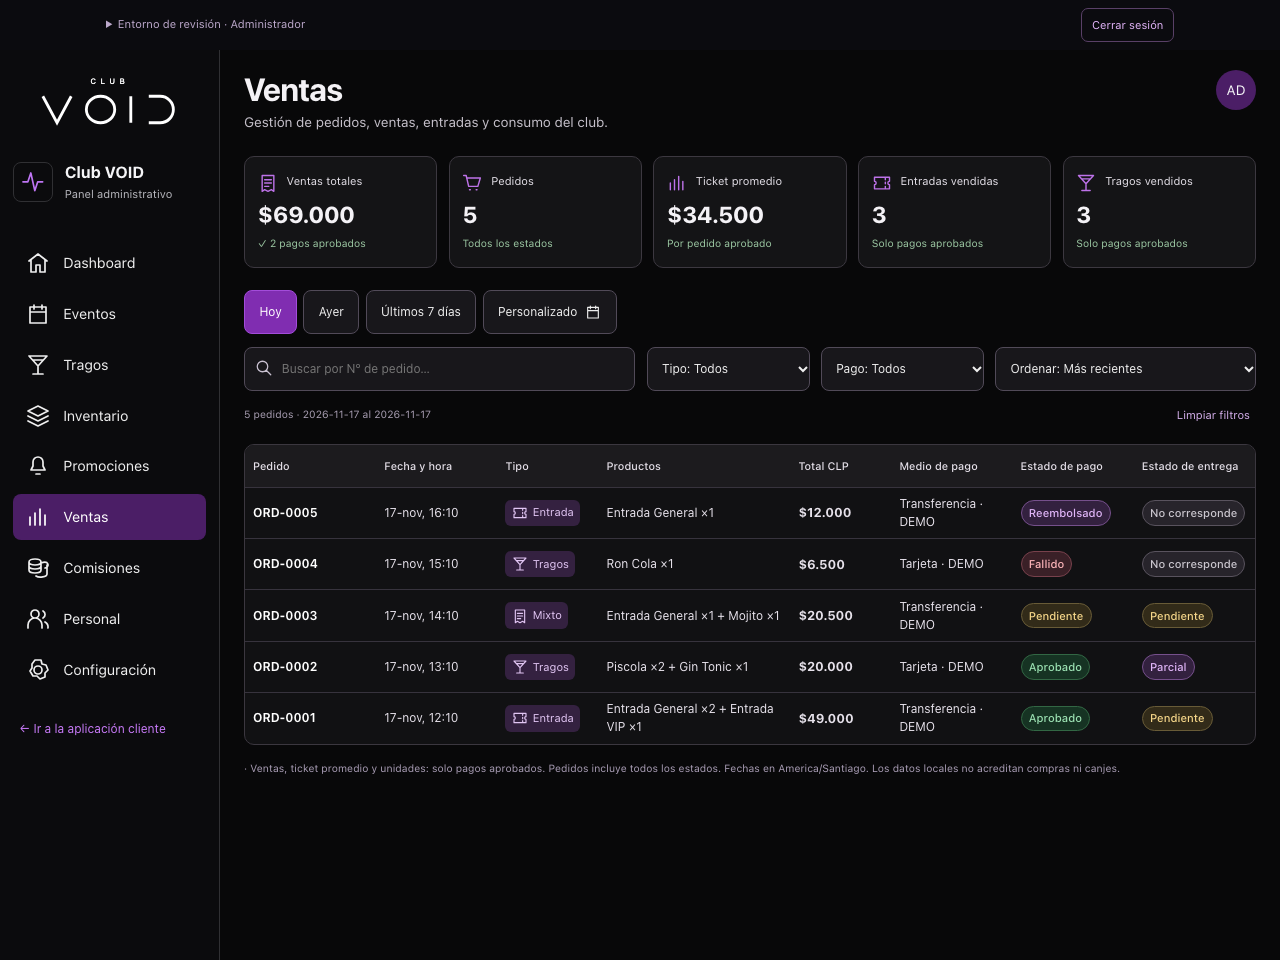 ▶ Entorno de revisión · Administrador
Cerrar sesión
CLUB
VOID
Club VOID
Panel administrativo
Dashboard
Eventos
Tragos
Inventario
Promociones
Ventas
Comisiones
Personal
Configuración
← Ir a la aplicación cliente
Ventas
Gestión de pedidos, ventas, entradas y consumo del club.
AD
Ventas totales
$69.000
✓ 2 pagos aprobados
Pedidos
5
Todos los estados
Ticket promedio
$34.500
Por pedido aprobado
Entradas vendidas
3
Solo pagos aprobados
Tragos vendidos
3
Solo pagos aprobados
Hoy
Ayer
Últimos 7 días
Personalizado
Buscar por N° de pedido...
Tipo: Todos
Pago: Todos
Ordenar: Más recientes
5 pedidos · 2026-11-17 al 2026-11-17
Limpiar filtros
Pedido Fecha y hora Tipo Productos Total CLP Medio de pago Estado de pago Estado de entrega
ORD-0005 17-nov, 16:10 Entrada Entrada General ×1 $12.000 Transferencia · DEMO Reembolsado No corresponde
ORD-0004 17-nov, 15:10 Tragos Ron Cola ×1 $6.500 Tarjeta · DEMO Fallido No corresponde
ORD-0003 17-nov, 14:10 Mixto Entrada General ×1 + Mojito ×1 $20.500 Transferencia · DEMO Pendiente Pendiente
ORD-0002 17-nov, 13:10 Tragos Piscola ×2 + Gin Tonic ×1 $20.000 Tarjeta · DEMO Aprobado Parcial
ORD-0001 17-nov, 12:10 Entrada Entrada General ×2 + Entrada VIP ×1 $49.000 Transferencia · DEMO Aprobado Pendiente
· Ventas, ticket promedio y unidades: solo pagos aprobados. Pedidos incluye todos los estados. Fechas en America/Santiago. Los datos locales no acreditan compras ni canjes.